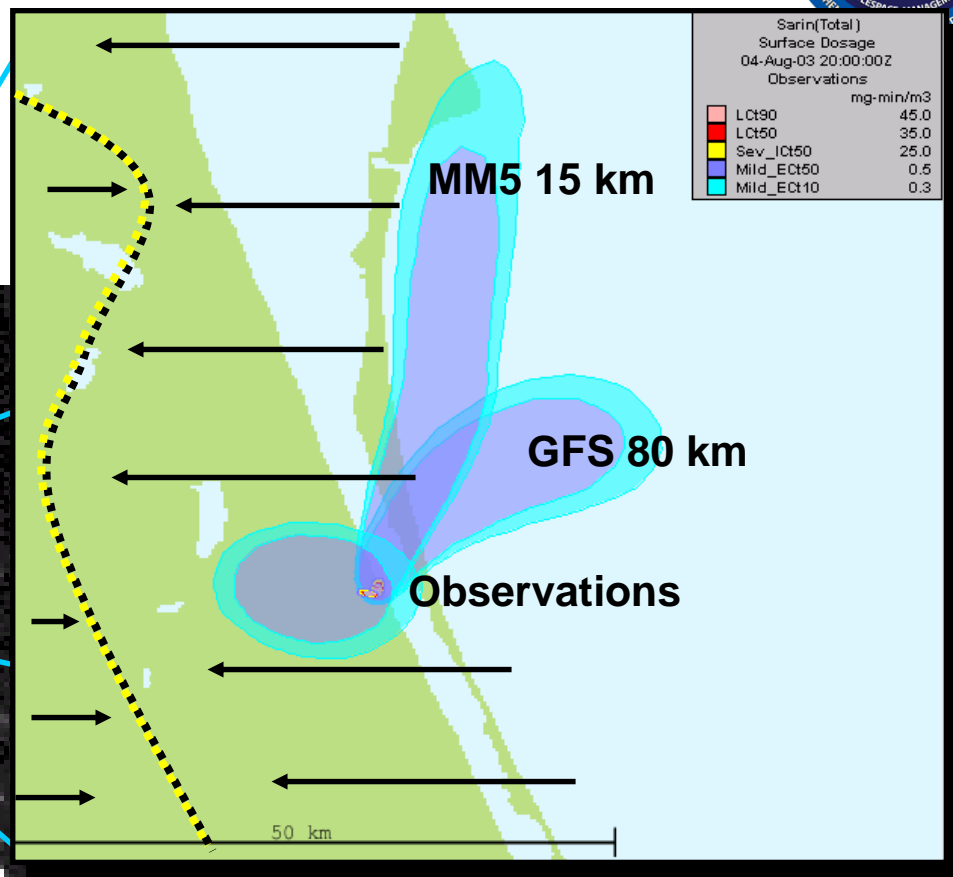 Sarin(Total)
Surface Dosage
04-Aug-03 20:00:00Z
Observations
mg-min/m3
LCt90 45.0
LCt50 35.0
Sev_ICt50 25.0
Mild_ECt50 0.5
Mild_ECt10 0.3
MM5 15 km
GFS 80 km
Observations
50 km